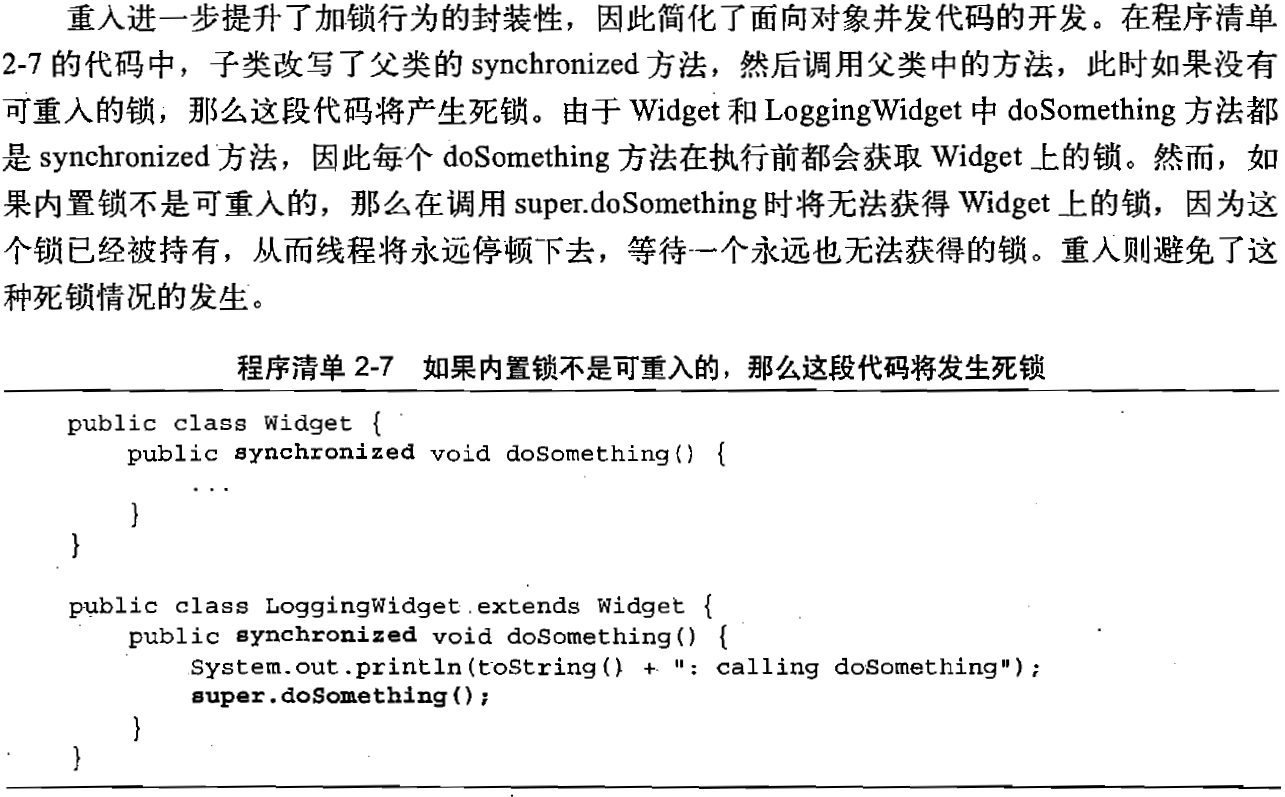 重入进一步提升了加锁行为的封装性，因此简化了面向对象并发代码的开发。在程序清单
2-7 的代码中，子类改写了父类的 synchronized 方法，然后调用父类中的方法，此时如果没有
可重入的锁，那么这段代码将产生死锁。由于 Widget 和 LoggingWidget 中 doSomething 方法都
是 synchronized 方法，因此每个 doSomething 方法在执行前都会获取 Widget 上的锁。然而，如
果内置锁不是可重入的，那么在调用 super.doSomething 时将无法获得 Widget 上的锁，因为这
个锁已经被持有，从而线程将永远停顿下去，等待一个永远也无法获得的锁。重入则避免了这
种死锁情况的发生。
程序清单 2-7 如果内置锁不是可重入的，那么这段代码将发生死锁
public class Widget {
    public synchronized void doSomething() {
        ...
    }
}
public class LoggingWidget extends Widget {
    public synchronized void doSomething() {
        System.out.println(toString() + ": calling doSomething");
        super.doSomething();
    }
}